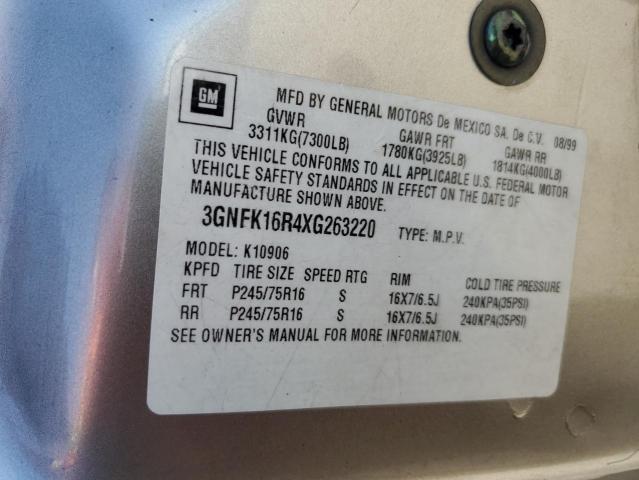 GM
MFD BY GENERAL MOTORS De MEXICO SA. De C.V. 08/99
GVWR GAWR FRT GAWR RR
3311KG(7300LB) 1780KG(3925LB) 1814KG(4000LB)
THIS VEHICLE CONFORMS TO ALL APPLICABLE U.S. FEDERAL MOTOR
VEHICLE SAFETY STANDARDS IN EFFECT ON THE DATE OF
MANUFACTURE SHOWN ABOVE.
3GNFK16R4XG263220 TYPE: M.P.V.
MODEL: K10906
KPFD TIRE SIZE SPEED RTG RIM COLD TIRE PRESSURE
FRT P245/75R16 S 16X7/6.5J 240KPA(35PSI)
RR P245/75R16 S 16X7/6.5J 240KPA(35PSI)
SEE OWNER'S MANUAL FOR MORE INFORMATION.